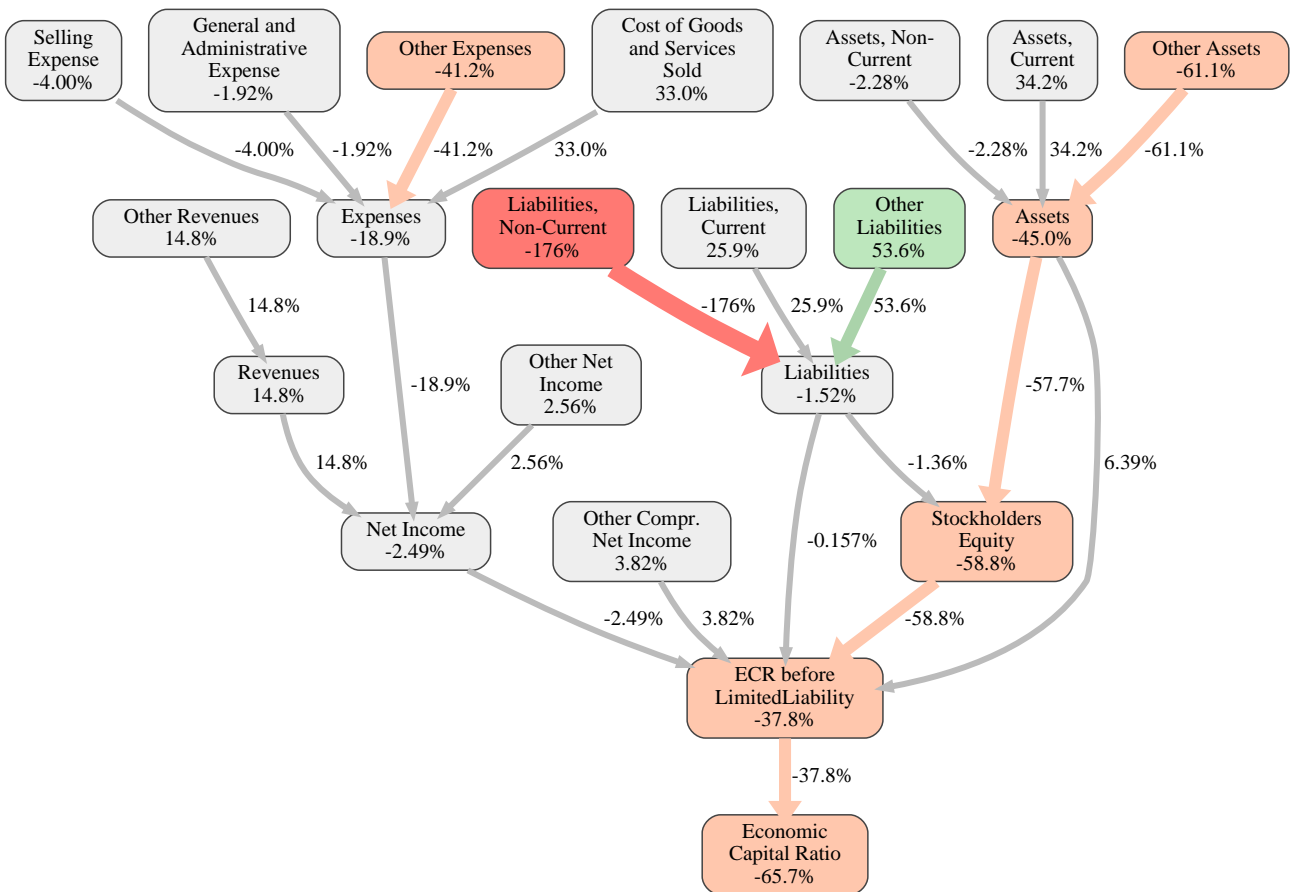 Selling
Expense
-4.00%
General and
Administrative
Expense
-1.92%
Other Expenses
-41.2%
Cost of Goods
and Services
Sold
33.0%
Assets, Non-
Current
-2.28%
Assets,
Current
34.2%
Other Assets
-61.1%
-4.00%
-1.92%
-41.2%
33.0%
-2.28%
34.2%
-61.1%
Other Revenues
14.8%
Expenses
-18.9%
Liabilities,
Non-Current
-176%
Liabilities,
Current
25.9%
Other
Liabilities
53.6%
Assets
-45.0%
14.8%
-176%
25.9%
53.6%
Revenues
14.8%
-18.9%
Other Net
Income
2.56%
Liabilities
-1.52%
-57.7%
14.8%
2.56%
-1.36%
6.39%
Net Income
-2.49%
Other Compr.
Net Income
3.82%
-0.157%
Stockholders
Equity
-58.8%
-2.49%
3.82%
-58.8%
ECR before
LimitedLiability
-37.8%
-37.8%
Economic
Capital Ratio
-65.7%